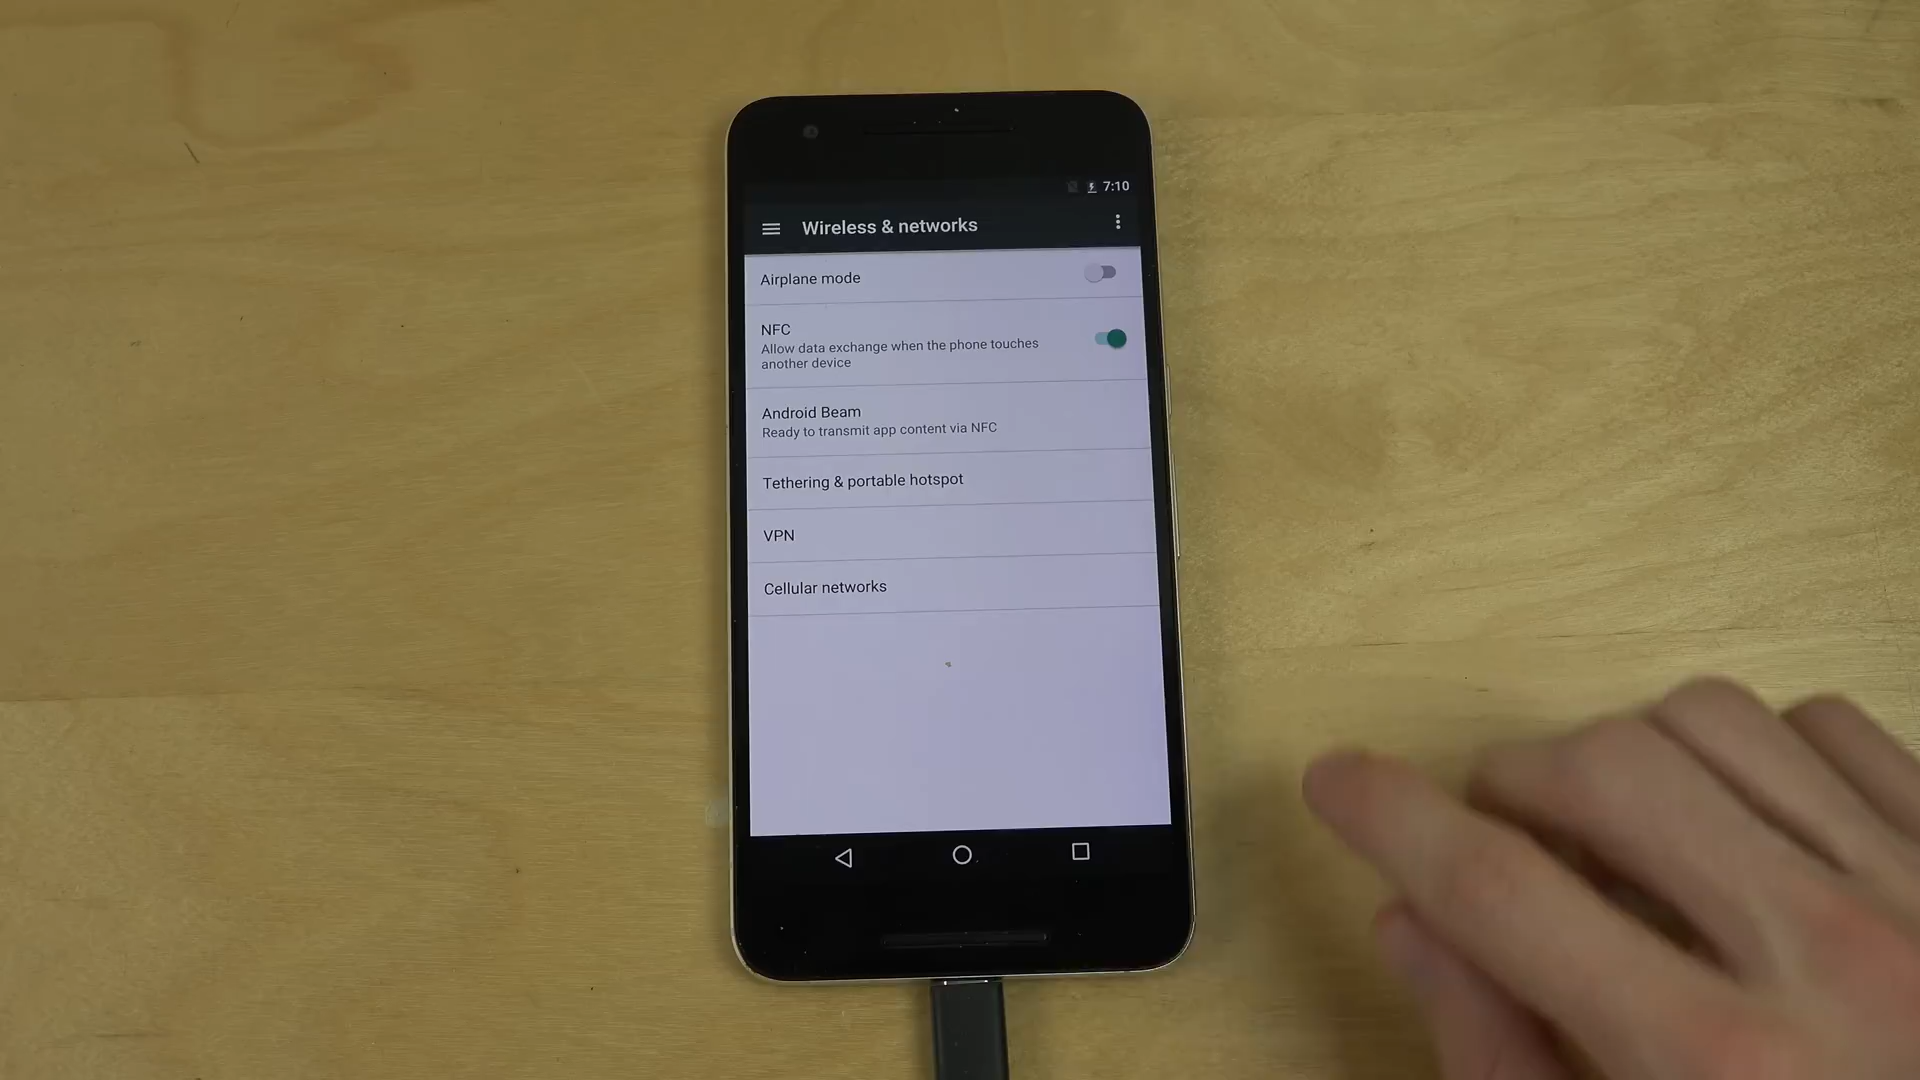 7:10
Wireless & networks
Airplane mode
NFC
Allow data exchange when the phone touches
another device
Android Beam
Ready to transmit app content via NFC
Tethering & portable hotspot
VPN
Cellular networks